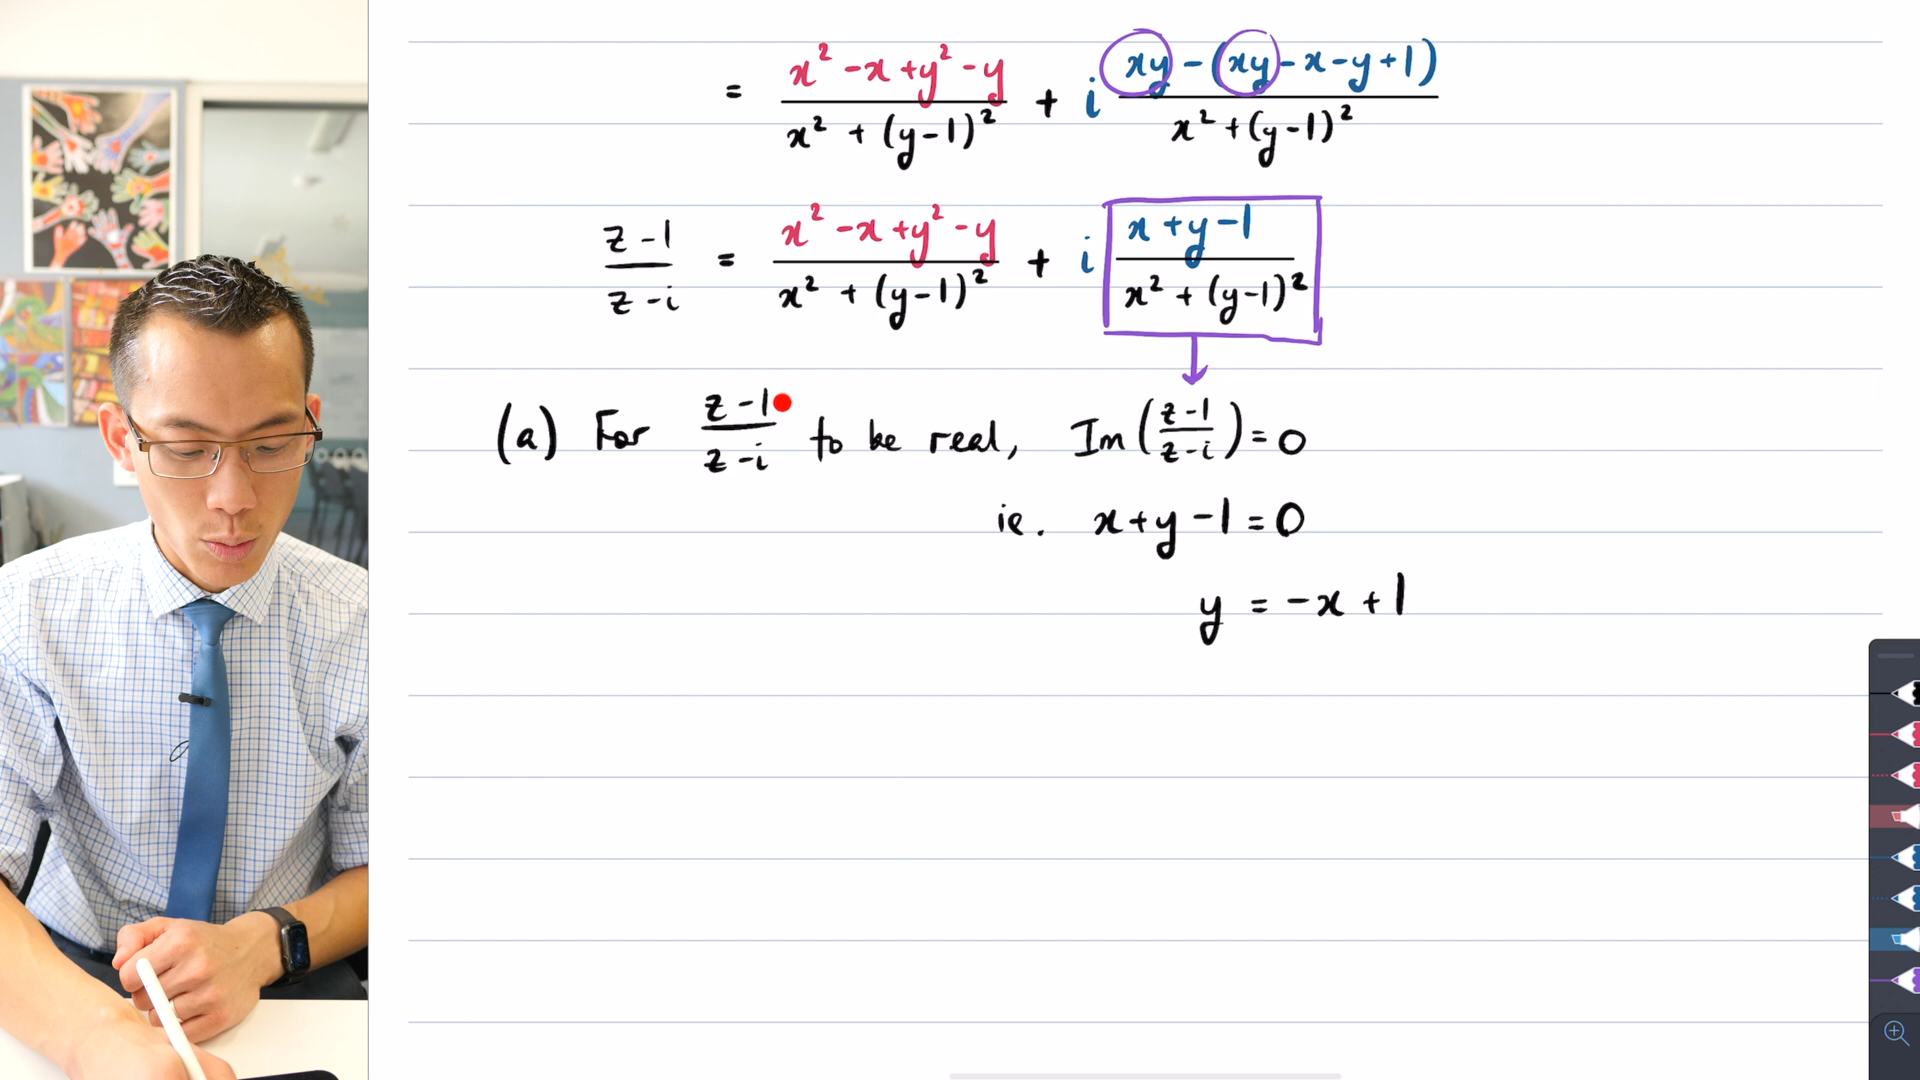 = (x² - x + y² - y)/(x² + (y-1)²) + i (xy - (xy - x - y + 1))/(x² + (y-1)²)
(z - 1)/(z - i) = (x² - x + y² - y)/(x² + (y-1)²) + i (x + y - 1)/(x² + (y-1)²)
(a) For (z - 1)/(z - i) to be real, Im((z - 1)/(z - i)) = 0
ie. x + y - 1 = 0
y = -x + 1